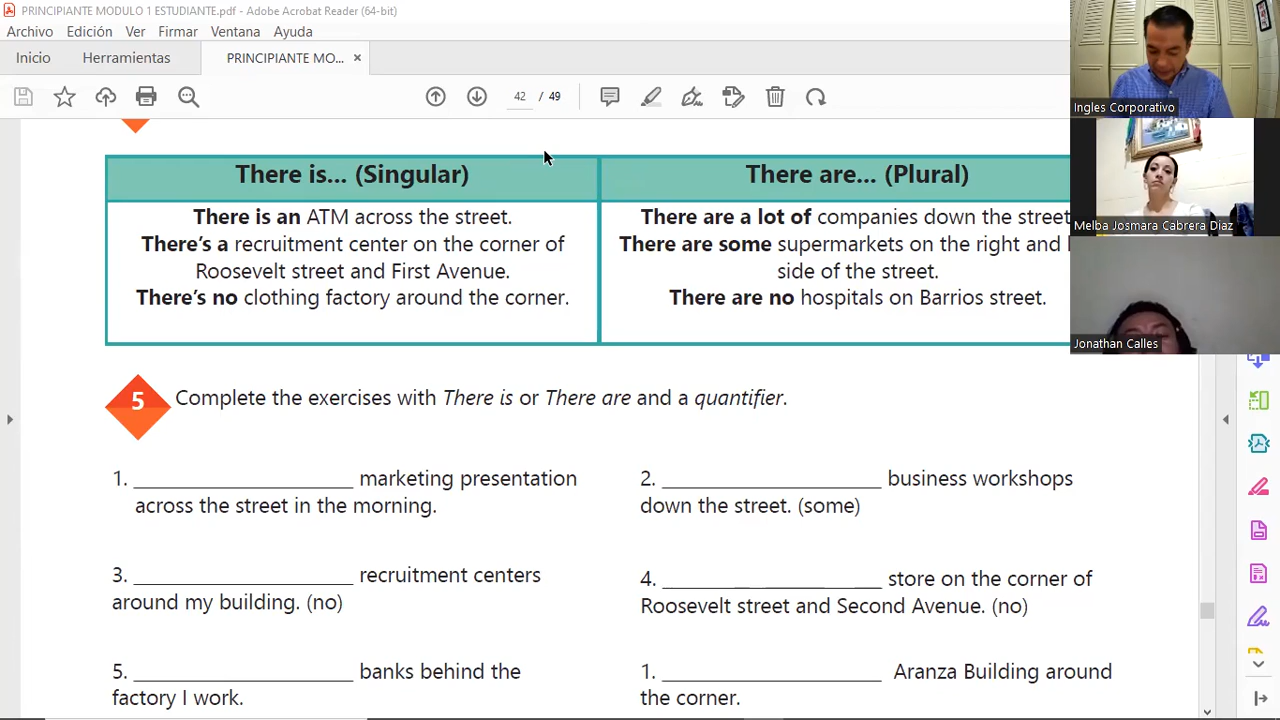 PRINCIPIANTE MODULO 1 ESTUDIANTE.pdf - Adobe Acrobat Reader (64-bit)
Archivo Edición Ver Firmar Ventana Ayuda
Inicio Herramientas PRINCIPIANTE MO... ×
42 / 49
Ingles Corporativo
Melba Josmara Cabrera Diaz
Jonathan Calles
There is... (Singular)
There is an ATM across the street.
There's a recruitment center on the corner of
Roosevelt street and First Avenue.
There's no clothing factory around the corner.
There are... (Plural)
There are a lot of companies down the street
There are some supermarkets on the right and
side of the street.
There are no hospitals on Barrios street.
5 Complete the exercises with There is or There are and a quantifier.
1. ____________________ marketing presentation
across the street in the morning.
2. ____________________ business workshops
down the street. (some)
3. ____________________ recruitment centers
around my building. (no)
4. ____________________ store on the corner of
Roosevelt street and Second Avenue. (no)
5. ____________________ banks behind the
factory I work.
1. ____________________ Aranza Building around
the corner.